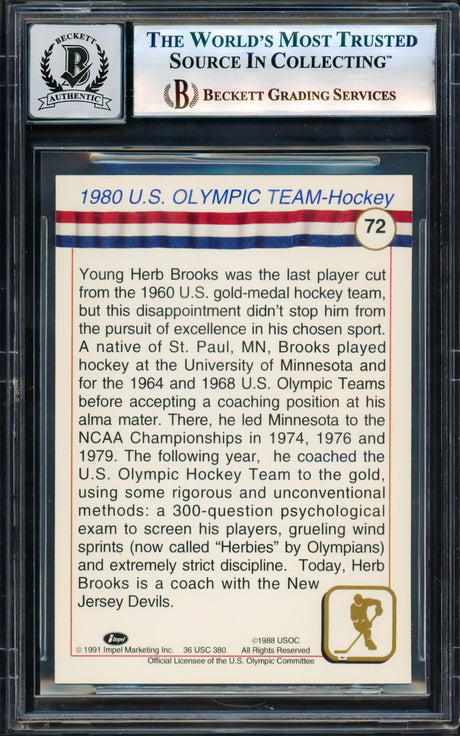 BECKETT
B
AUTHENTIC
THE WORLD'S MOST TRUSTED
SOURCE IN COLLECTING™
B BECKETT GRADING SERVICES
1980 U.S. OLYMPIC TEAM-Hockey
72
Young Herb Brooks was the last player cut
from the 1960 U.S. gold-medal hockey team,
but this disappointment didn't stop him from
the pursuit of excellence in his chosen sport.
A native of St. Paul, MN, Brooks played
hockey at the University of Minnesota and
for the 1964 and 1968 U.S. Olympic Teams
before accepting a coaching position at his
alma mater. There, he led Minnesota to the
NCAA Championships in 1974, 1976 and
1979. The following year, he coached the
U.S. Olympic Hockey Team to the gold,
using some rigorous and unconventional
methods: a 300-question psychological
exam to screen his players, grueling wind
sprints (now called “Herbies” by Olympians)
and extremely strict discipline. Today, Herb
Brooks is a coach with the New
Jersey Devils.
impel
©1988 USOC
© 1991 Impel Marketing Inc. 36 USC 380 All Rights Reserved
Official Licensee of the U.S. Olympic Committee